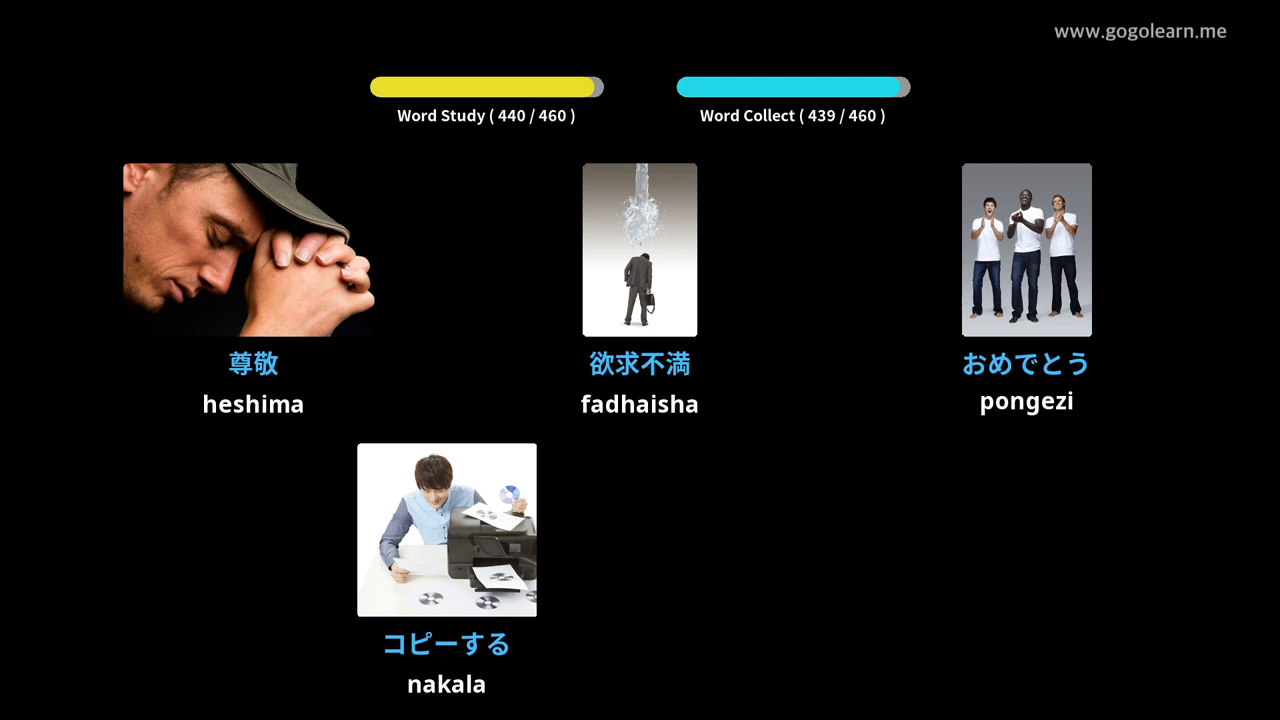 www.gogolearn.me
Word Study ( 440 / 460 )
Word Collect ( 439 / 460 )
尊敬
heshima
欲求不満
fadhaisha
おめでとう
pongezi
コピーする
nakala